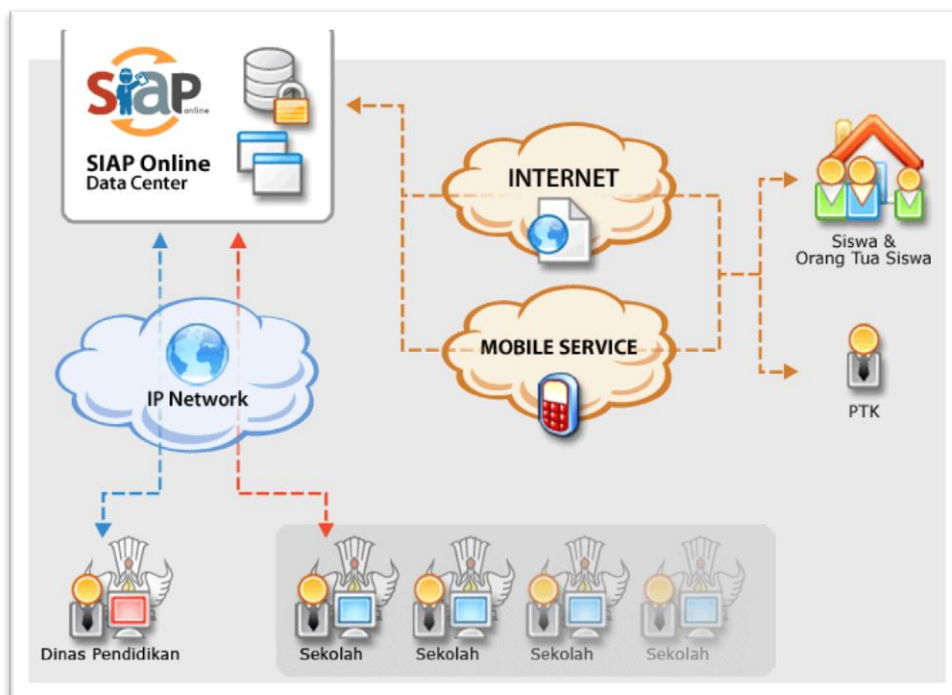 SIAP
online
SIAP Online
Data Center
INTERNET
Siswa &
Orang Tua Siswa
MOBILE SERVICE
PTK
IP Network
Dinas Pendidikan
Sekolah
Sekolah
Sekolah
Sekolah